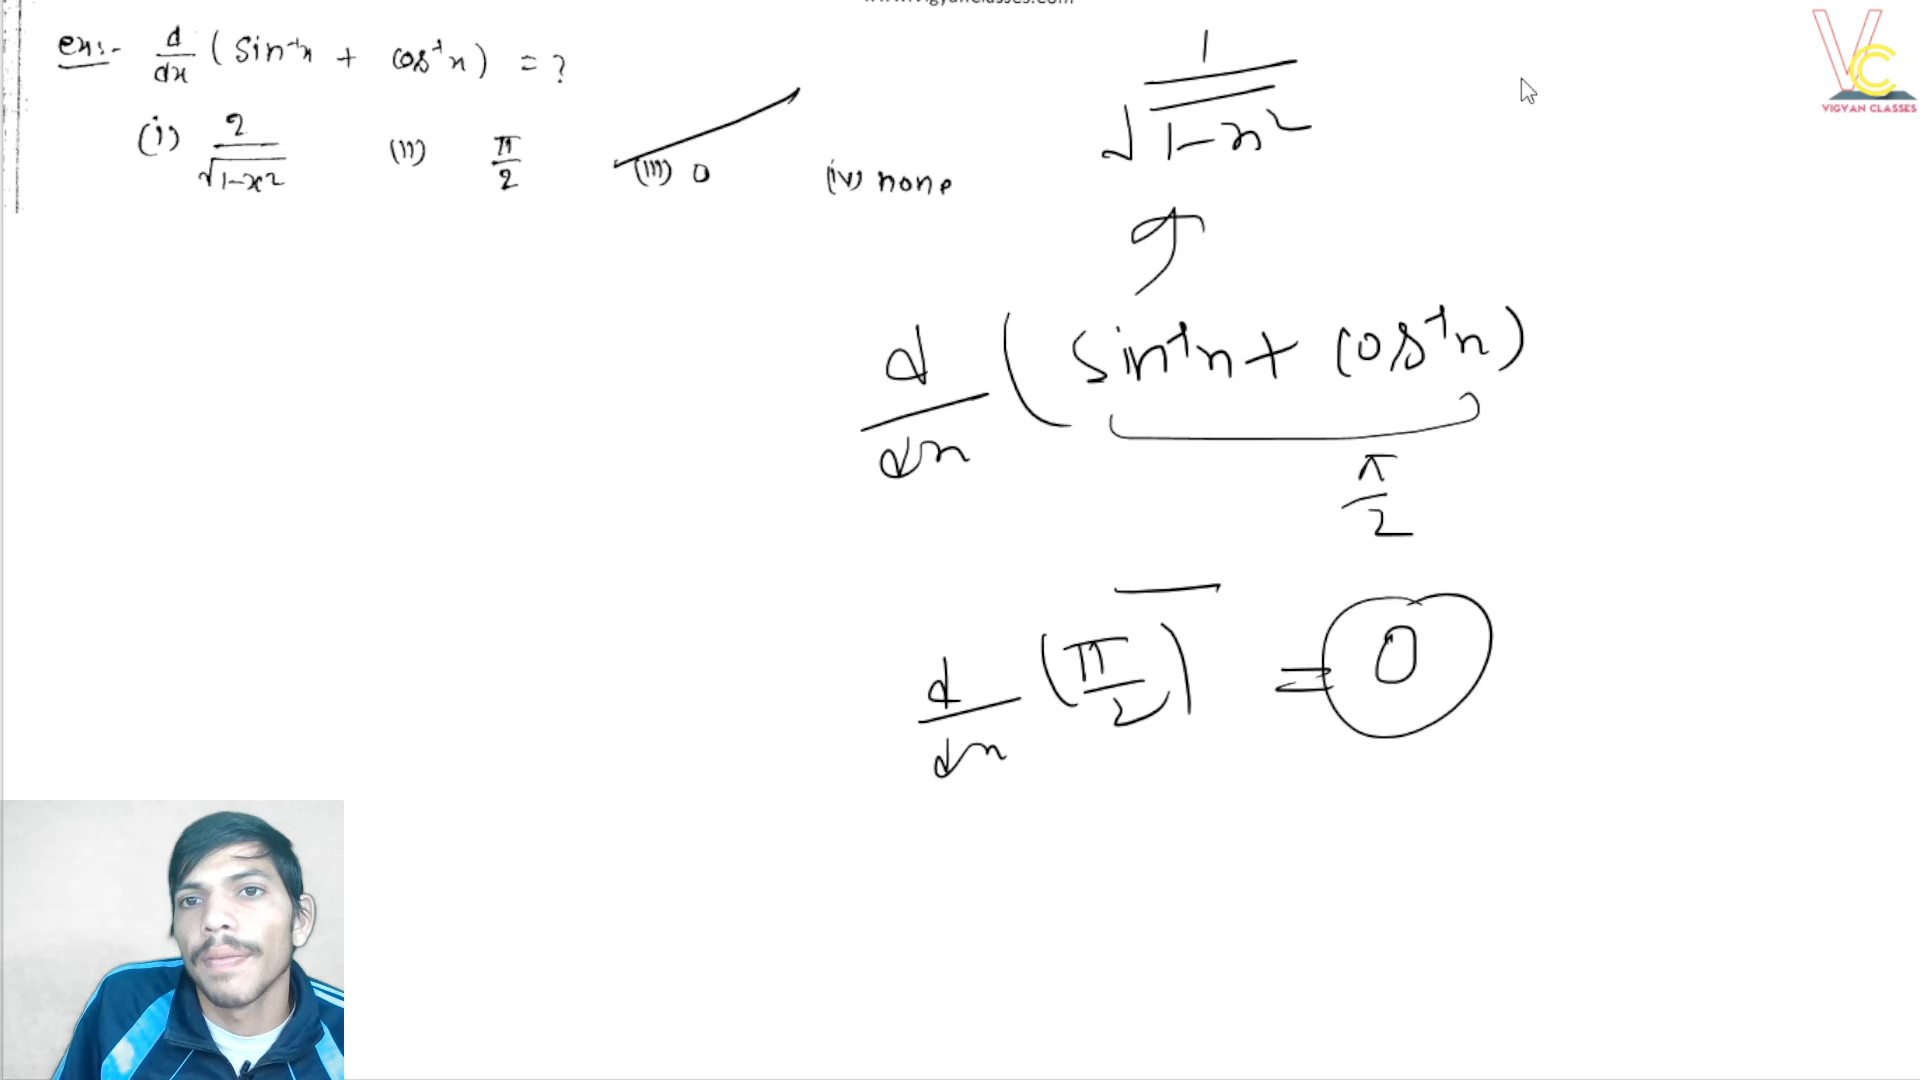 ex:- d/dx (sin⁻¹x + cos⁻¹x) = ?
(i) 2/√(1-x²) (ii) π/2 (iii) 0 (iv) none
1/√(1-x²)
d/dx (sin⁻¹x + cos⁻¹x)
π/2
d/dx (π/2) = 0
VC
VIGYAN CLASSES